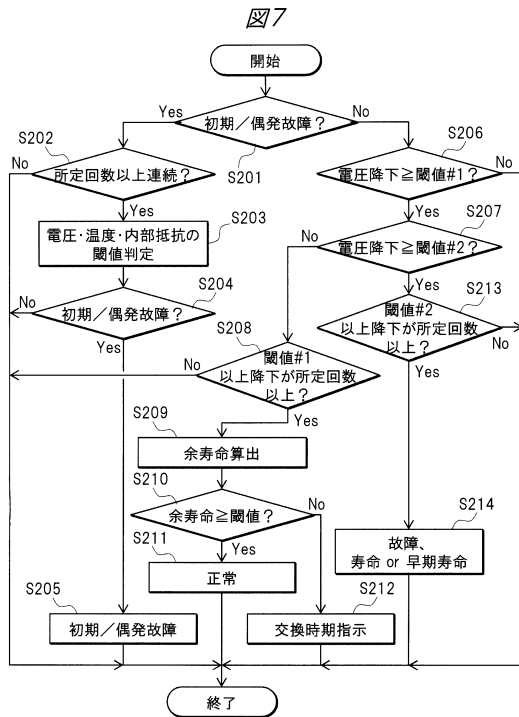 図7
開始
Yes
初期／偶発故障？
No
S201
S202
No
所定回数以上連続？
Yes
S203
電圧・温度・内部抵抗の
閾値判定
S204
No
初期／偶発故障？
Yes
S205
初期／偶発故障
S206
電圧降下≧閾値#1？
No
Yes
S207
No
電圧降下≧閾値#2？
Yes
S208
No
閾値#1
以上降下が所定回数
以上？
Yes
S209
余寿命算出
S210
余寿命≧閾値？
No
Yes
S211
正常
S212
交換時期指示
S213
閾値#2
以上降下が所定回数
以上？
No
Yes
S214
故障、
寿命 or 早期寿命
終了